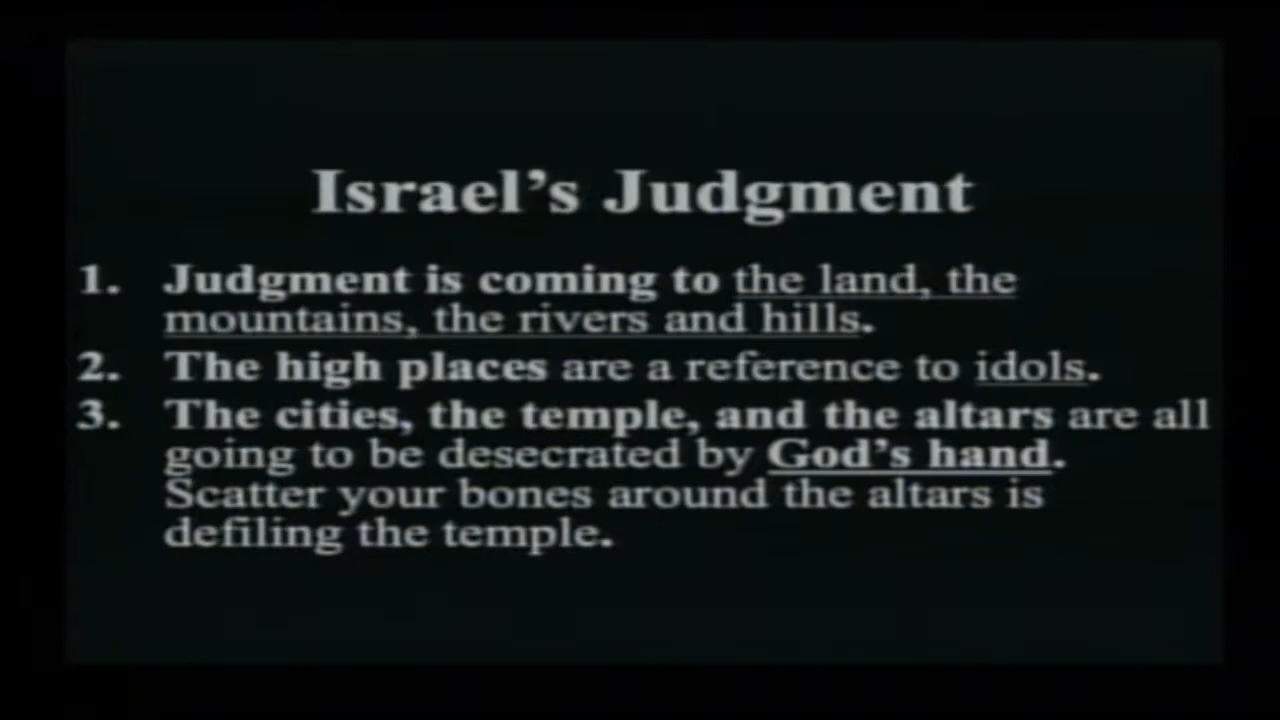 Israel’s Judgment
1. Judgment is coming to the land, the
mountains, the rivers and hills.
2. The high places are a reference to idols.
3. The cities, the temple, and the altars are all
going to be desecrated by God’s hand.
Scatter your bones around the altars is
defiling the temple.